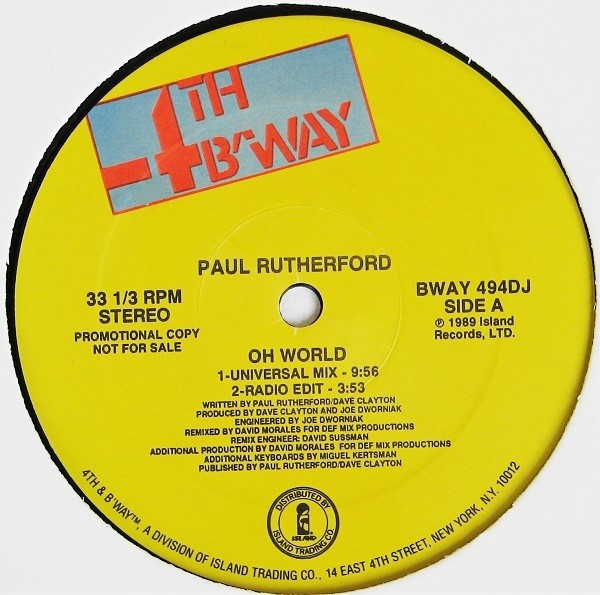 4TH
B'WAY
PAUL RUTHERFORD
33 1/3 RPM
STEREO
PROMOTIONAL COPY
NOT FOR SALE
BWAY 494DJ
SIDE A
℗ 1989 Island
Records, LTD.
OH WORLD
1-UNIVERSAL MIX - 9:56
2-RADIO EDIT - 3:53
WRITTEN BY PAUL RUTHERFORD/DAVE CLAYTON
PRODUCED BY DAVE CLAYTON AND JOE DWORNIAK
ENGINEERED BY JOE DWORNIAK
REMIXED BY DAVID MORALES FOR DEF MIX PRODUCTIONS
REMIX ENGINEER: DAVID SUSSMAN
ADDITIONAL PRODUCTION BY DAVID MORALES FOR DEF MIX PRODUCTIONS
ADDITIONAL KEYBOARDS BY MIGUEL KERTSMAN
PUBLISHED BY PAUL RUTHERFORD/DAVE CLAYTON
DISTRIBUTED BY
ISLAND
ISLAND TRADING CO.
4TH & B'WAY™, A DIVISION OF ISLAND TRADING CO., 14 EAST 4TH STREET, NEW YORK, N.Y. 10012